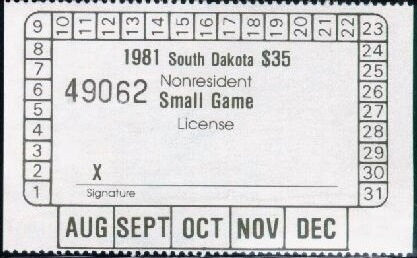 9 10 11 12 13 14 15 16 17 18 19 20 21 22 23
8 24
7 25
6 26
5 27
4 28
3 29
2 30
1 31
1981 South Dakota $35
49062 Nonresident
Small Game
License
X
Signature
AUG SEPT OCT NOV DEC